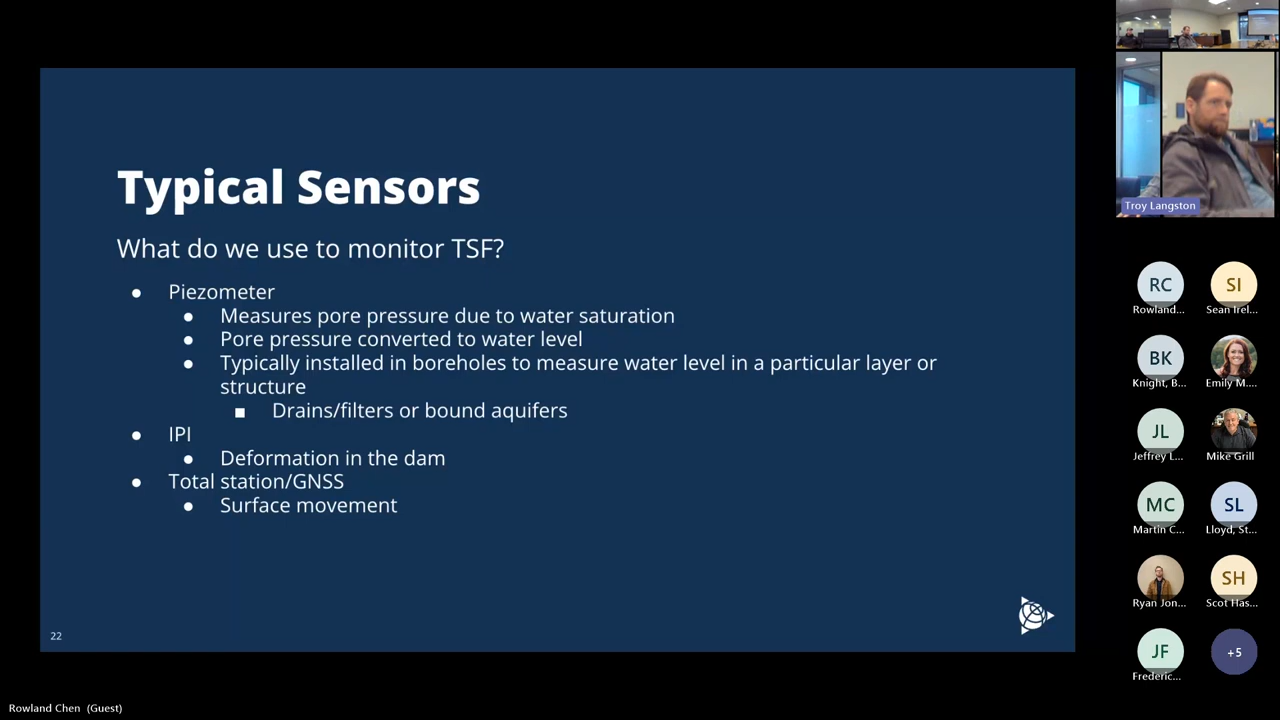 Typical Sensors
What do we use to monitor TSF?
● Piezometer
● Measures pore pressure due to water saturation
● Pore pressure converted to water level
● Typically installed in boreholes to measure water level in a particular layer or
structure
■ Drains/filters or bound aquifers
● IPI
● Deformation in the dam
● Total station/GNSS
● Surface movement
22
Troy Langston
RC
Rowland...
SI
Sean Irel...
BK
Knight, B...
Emily M....
JL
Jeffrey L...
Mike Grill
MC
Martin C...
SL
Lloyd, St...
Ryan Jon...
SH
Scot Has...
JF
Frederic...
+5
Rowland Chen (Guest)